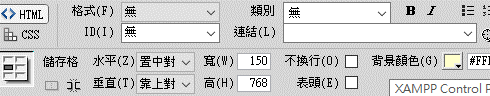 HTML 格式(F) 無 類別 無 B I
CSS ID(I) 無 連結(L)
儲存格 水平(Z) 置中對 寬(W) 150 不換行(O) 背景顏色(G)
垂直(T) 靠上對 高(H) 768 表頭(E)
XAMPP Control P